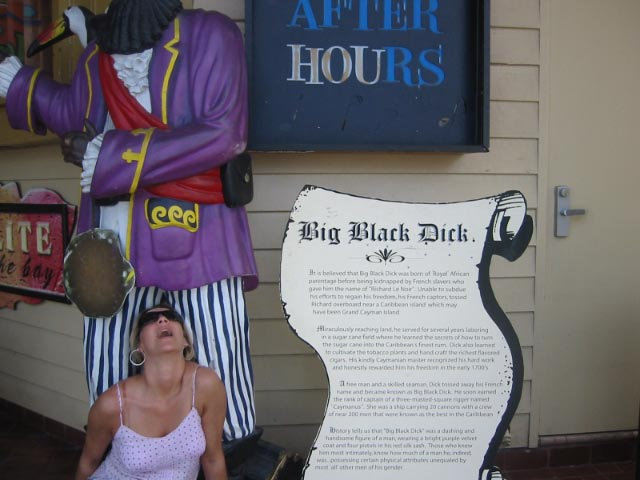 AFTER
HOURS
LITE
the bay
Big Black Dick.
It is believed that Big Black Dick was born of 'Royal' African
parentage before being kidnapped by French slavers who
gave him the name of "Richard Le Noir". Unable to subdue
his efforts to regain his freedom, his French captors, tossed
Richard overboard near a Caribbean island which may
have been Grand Cayman Island.
Miraculously reaching land, he served for several years laboring
in a sugar cane field where he learned the secrets of how to turn
the sugar cane into the Caribbean's finest rum. Dick also learned
to cultivate the tobacco plants and hand craft the richest flavored
cigars. His kindly Caymanian master recognized his hard work
and honestly rewarded him his freedom in the early 1700's.
A free man and a skilled seaman, Dick tossed away his French
name and became known as Big Black Dick. He soon earned
the rank of captain of a three-masted square rigger named
"Caymanus". She was a ship carrying 20 cannons with a crew
of near 200 men that were known as the best in the Caribbean.
History tells us that "Big Black Dick" was a dashing and
handsome figure of a man, wearing a bright purple velvet
coat and four pistols in his red silk sash. Those who knew
him most intimately, knew how much of a man he, indeed,
was...possessing certain physical attributes unequaled by
most all other men of his gender.